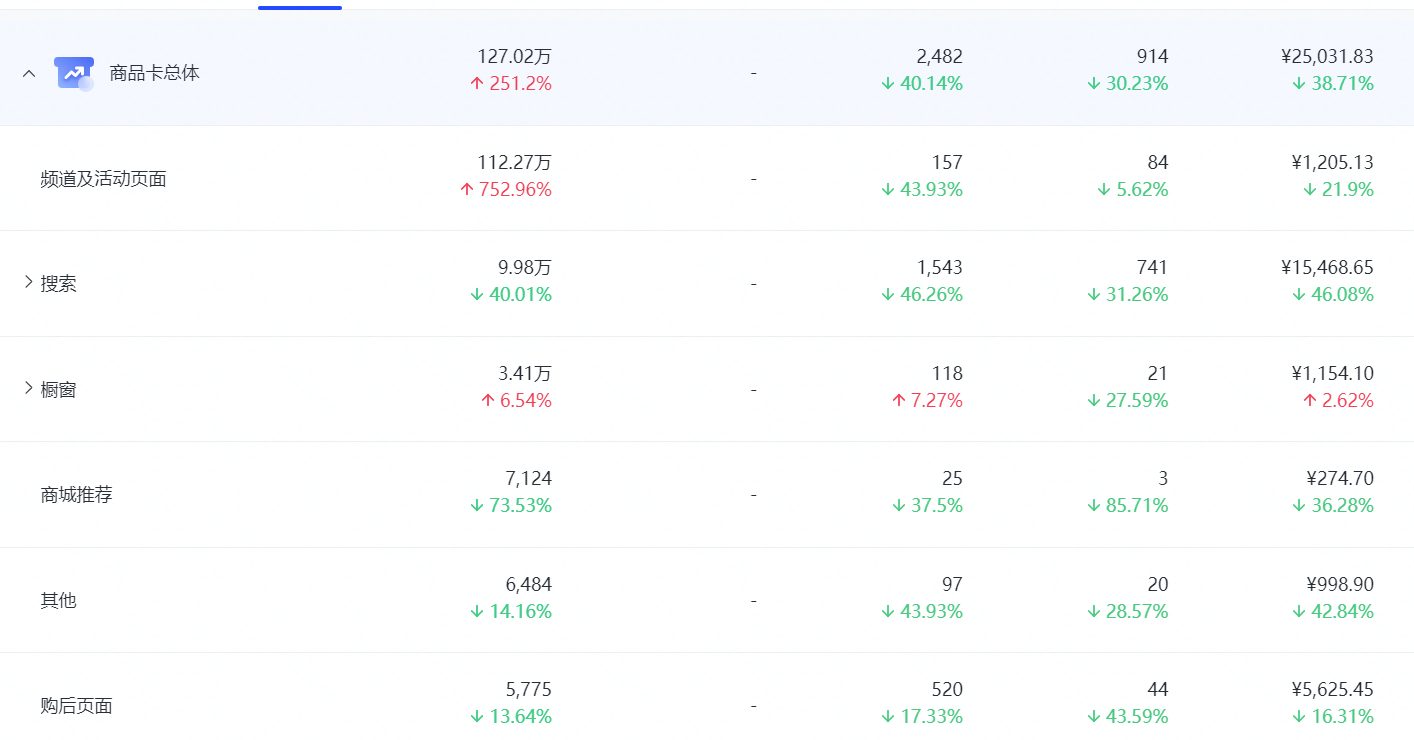 商品卡总体 127.02万 - 2,482 914 ¥25,031.83
↑ 251.2% ↓ 40.14% ↓ 30.23% ↓ 38.71%
频道及活动页面 112.27万 - 157 84 ¥1,205.13
↑ 752.96% ↓ 43.93% ↓ 5.62% ↓ 21.9%
搜索 9.98万 - 1,543 741 ¥15,468.65
↓ 40.01% ↓ 46.26% ↓ 31.26% ↓ 46.08%
橱窗 3.41万 - 118 21 ¥1,154.10
↑ 6.54% ↑ 7.27% ↓ 27.59% ↑ 2.62%
商城推荐 7,124 - 25 3 ¥274.70
↓ 73.53% ↓ 37.5% ↓ 85.71% ↓ 36.28%
其他 6,484 - 97 20 ¥998.90
↓ 14.16% ↓ 43.93% ↓ 28.57% ↓ 42.84%
购后页面 5,775 - 520 44 ¥5,625.45
↓ 13.64% ↓ 17.33% ↓ 43.59% ↓ 16.31%